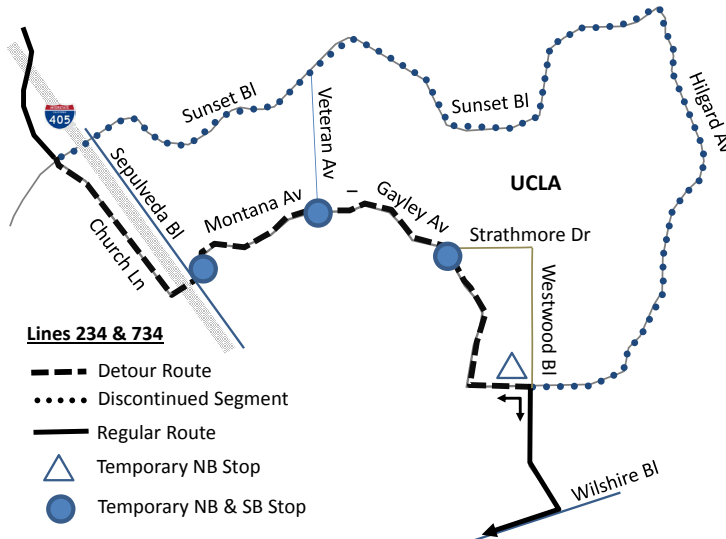 Sunset Bl
Sunset Bl
Hilgard Av
INTERSTATE
405
Veteran Av
Sepulveda Bl
UCLA
Montana Av
Gayley Av
Church Ln
Strathmore Dr
Westwood Bl
Lines 234 & 734
Detour Route
Discontinued Segment
Regular Route
Temporary NB Stop
Temporary NB & SB Stop
Wilshire Bl